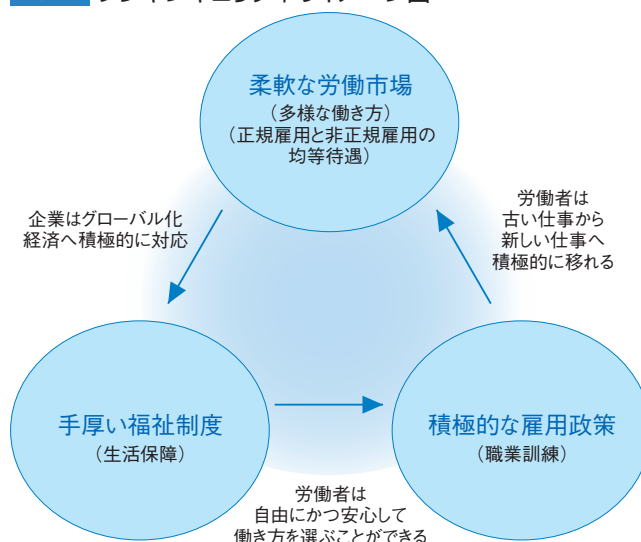 柔軟な労働市場
（多様な働き方）
（正規雇用と非正規雇用の
均等待遇）
企業はグローバル化
経済へ積極的に対応
労働者は
古い仕事から
新しい仕事へ
積極的に移れる
手厚い福祉制度
（生活保障）
積極的な雇用政策
（職業訓練）
労働者は
自由にかつ安心して
働き方を選ぶことができる